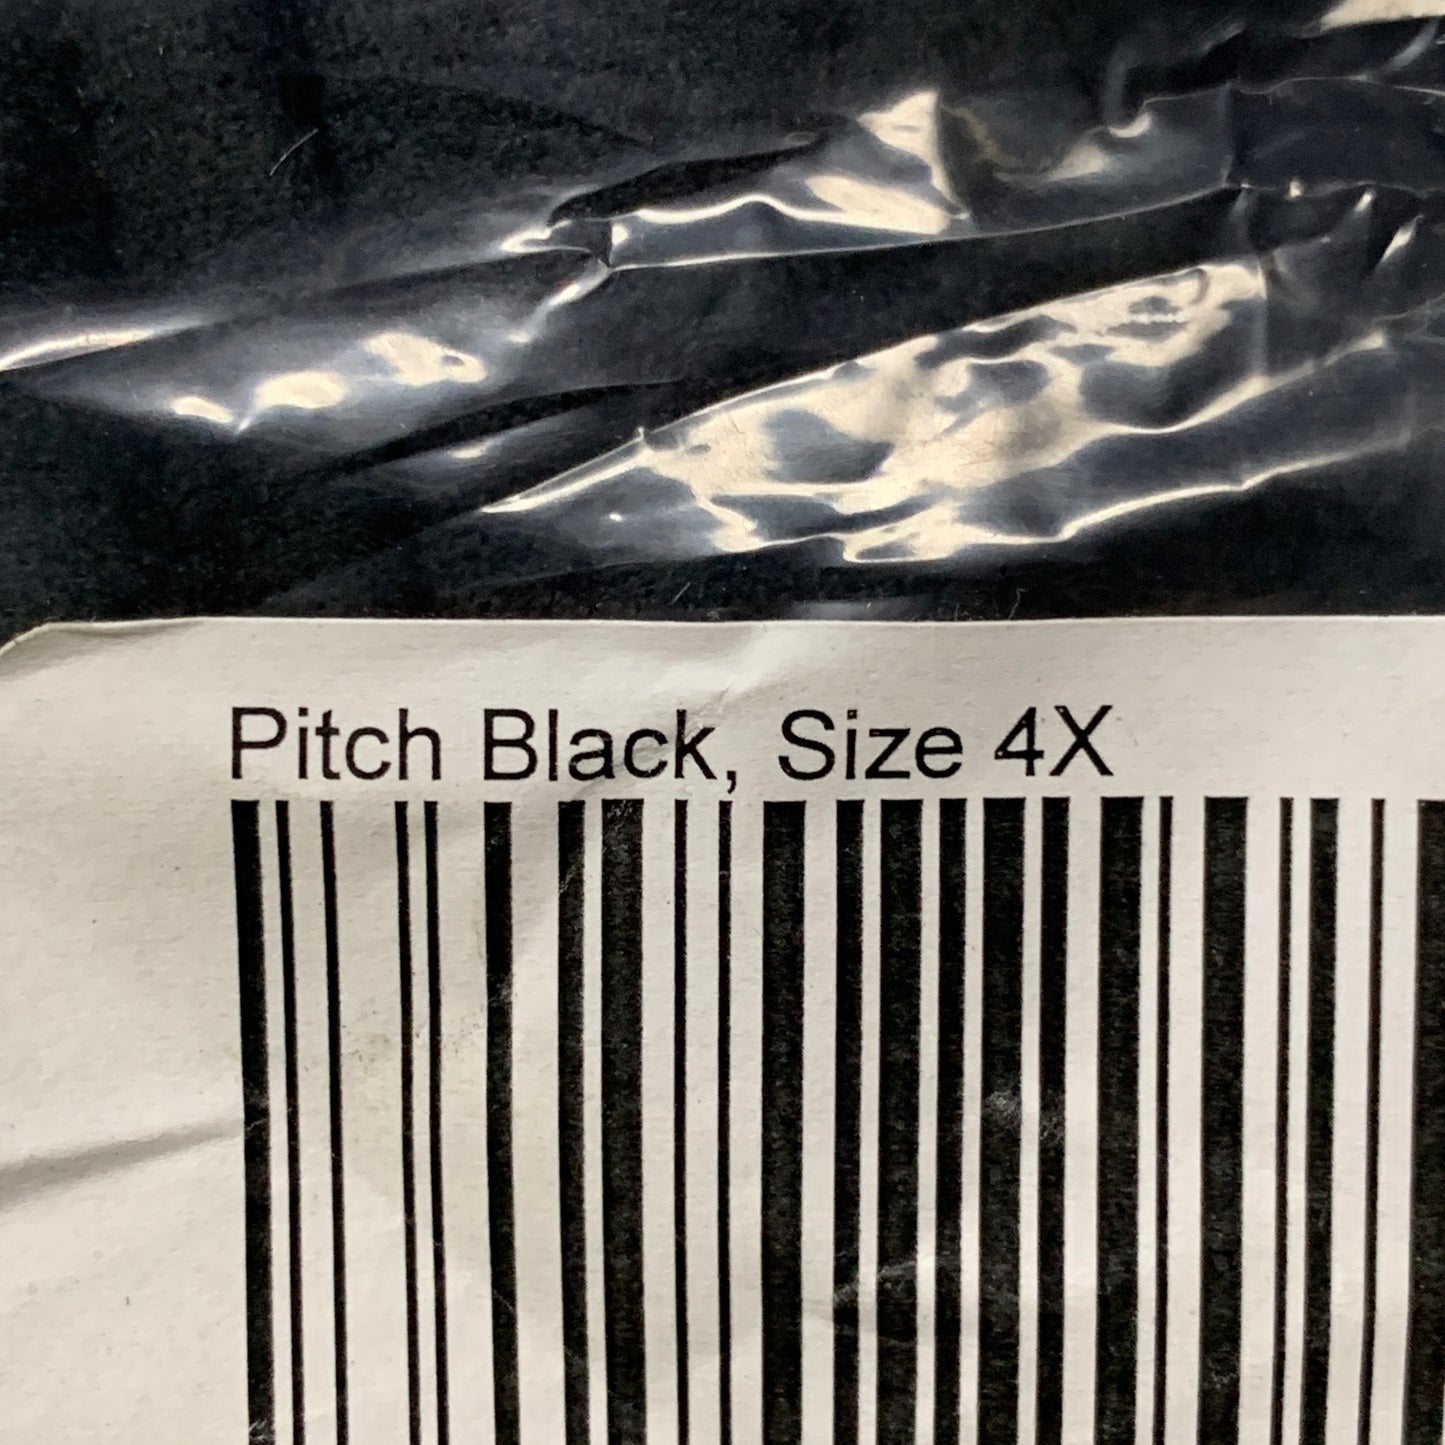 Pitch Black, Size 4X